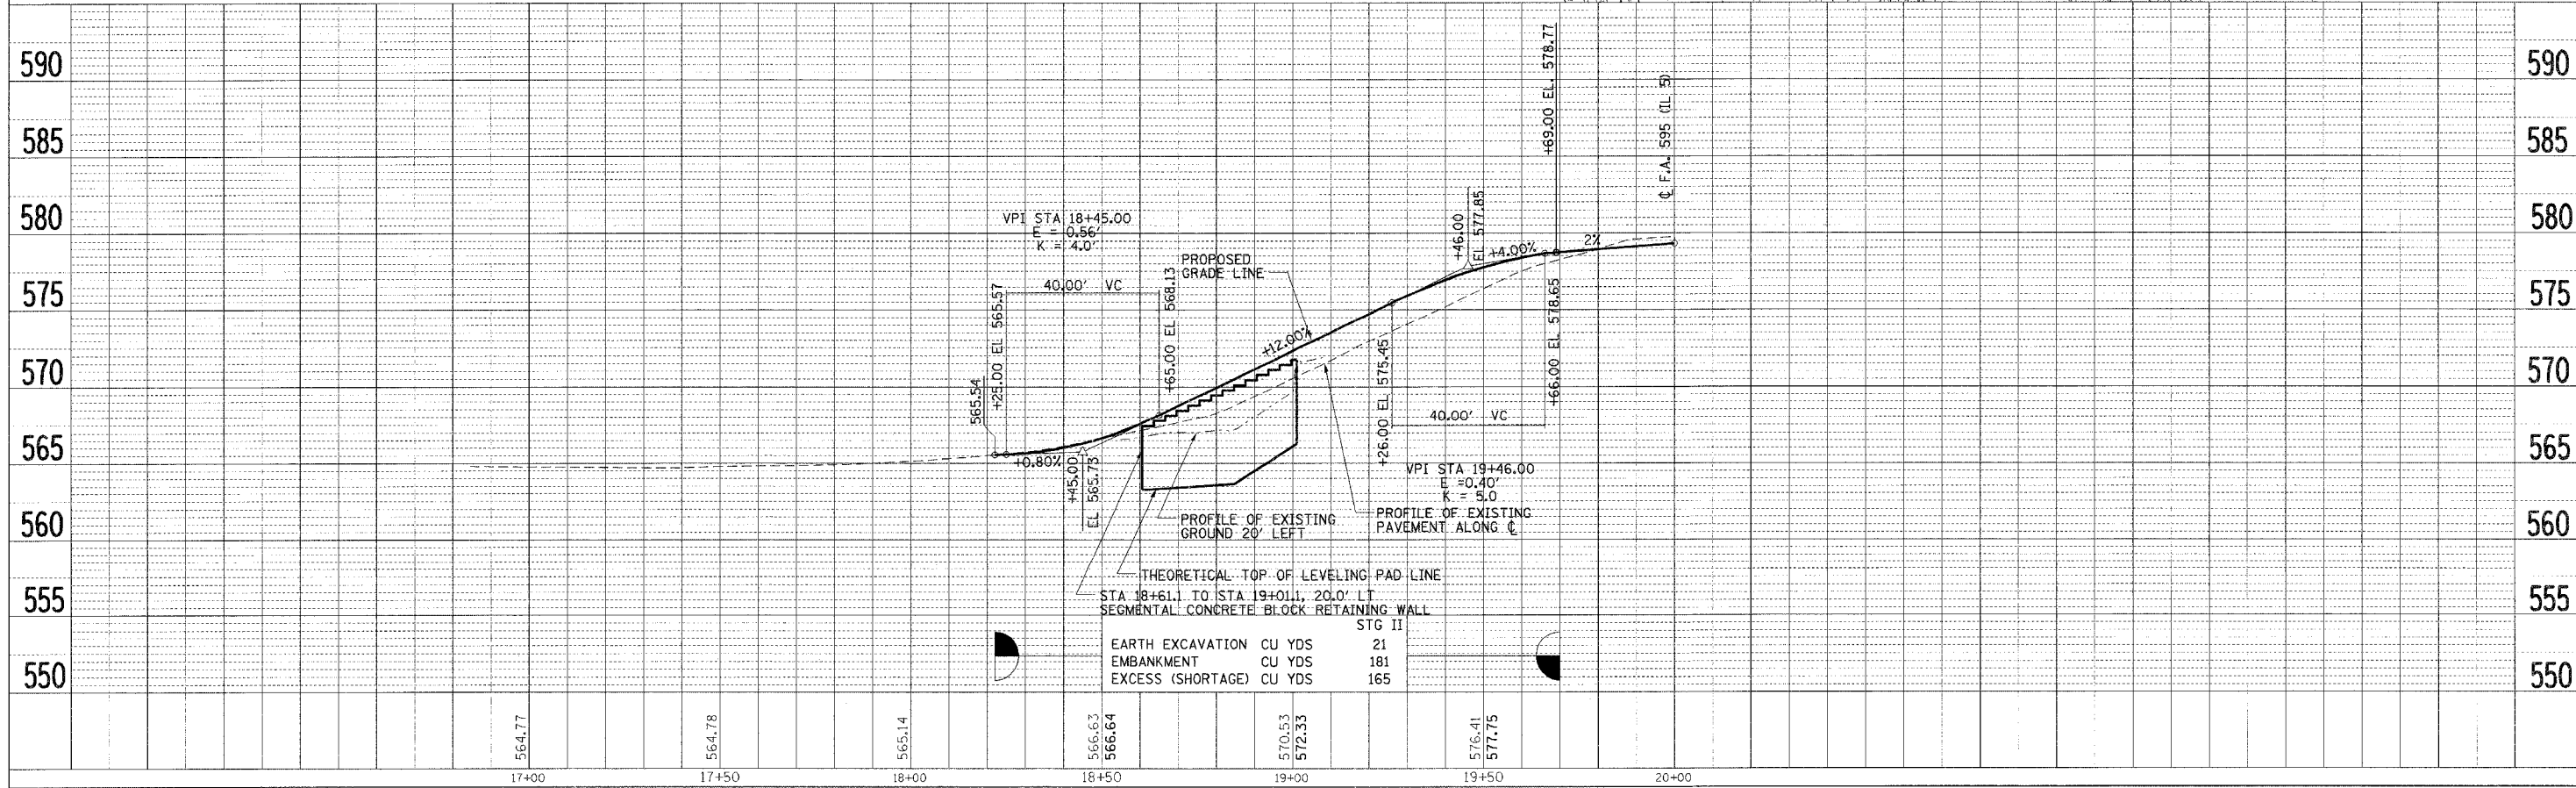 590
585
580
575
570
565
560
555
550
590
585
580
575
570
565
560
555
550
VPI STA 18+45.00
E = 0.56'
K = 4.0'
40.00' VC
565.54
+25.00 EL 565.57
+65.00 EL 568.13
+0.80%
+45.00
EL 565.73
PROPOSED
GRADE LINE
+12.00%
+26.00 EL 575.45
40.00' VC
+46.00
EL 577.85
+4.00%
+69.00 EL. 578.77
2%
℄ F.A. 595 (IL 5)
+66.00 EL 578.65
VPI STA 19+46.00
E =0.40'
K = 5.0
PROFILE OF EXISTING
PAVEMENT ALONG ℄
PROFILE OF EXISTING
GROUND 20' LEFT
THEORETICAL TOP OF LEVELING PAD LINE
STA 18+61.1 TO STA 19+01.1, 20.0' LT
SEGMENTAL CONCRETE BLOCK RETAINING WALL
STG II
EARTH EXCAVATION CU YDS 21
EMBANKMENT CU YDS 181
EXCESS (SHORTAGE) CU YDS 165
564.77
564.78
565.14
566.63
566.64
570.53
572.33
576.41
577.75
17+00
17+50
18+00
18+50
19+00
19+50
20+00